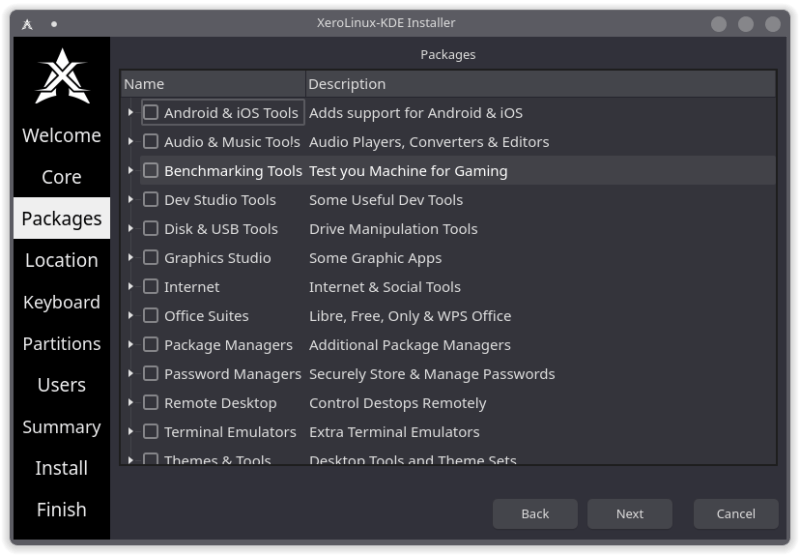 XeroLinux-KDE Installer
Packages
Name Description
Welcome
Core
Packages
Location
Keyboard
Partitions
Users
Summary
Install
Finish
Android & iOS Tools Adds support for Android & iOS
Audio & Music Tools Audio Players, Converters & Editors
Benchmarking Tools Test you Machine for Gaming
Dev Studio Tools Some Useful Dev Tools
Disk & USB Tools Drive Manipulation Tools
Graphics Studio Some Graphic Apps
Internet Internet & Social Tools
Office Suites Libre, Free, Only & WPS Office
Package Managers Additional Package Managers
Password Managers Securely Store & Manage Passwords
Remote Desktop Control Destops Remotely
Terminal Emulators Extra Terminal Emulators
Themes & Tools Desktop Tools and Theme Sets
Back Next Cancel